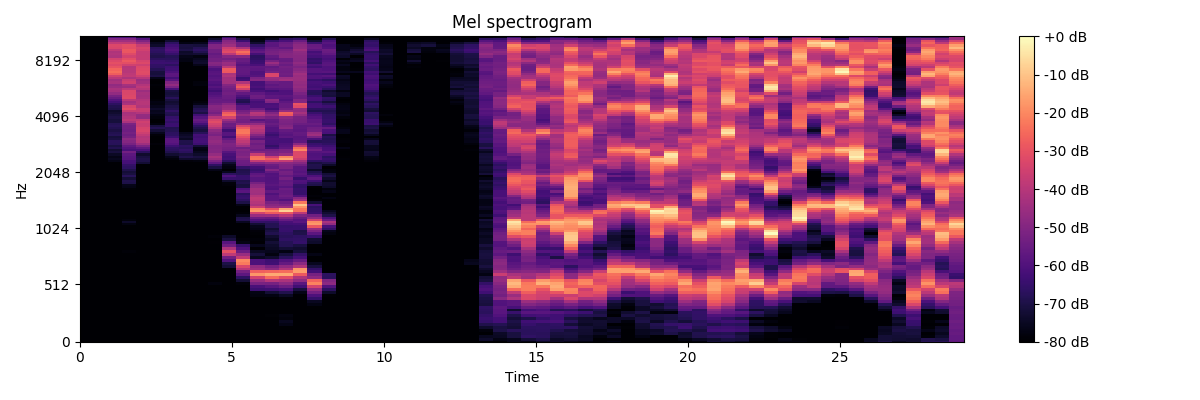 Mel spectrogram
8192
4096
2048
1024
512
0
Hz
0 5 10 15 20 25
Time
+0 dB
-10 dB
-20 dB
-30 dB
-40 dB
-50 dB
-60 dB
-70 dB
-80 dB